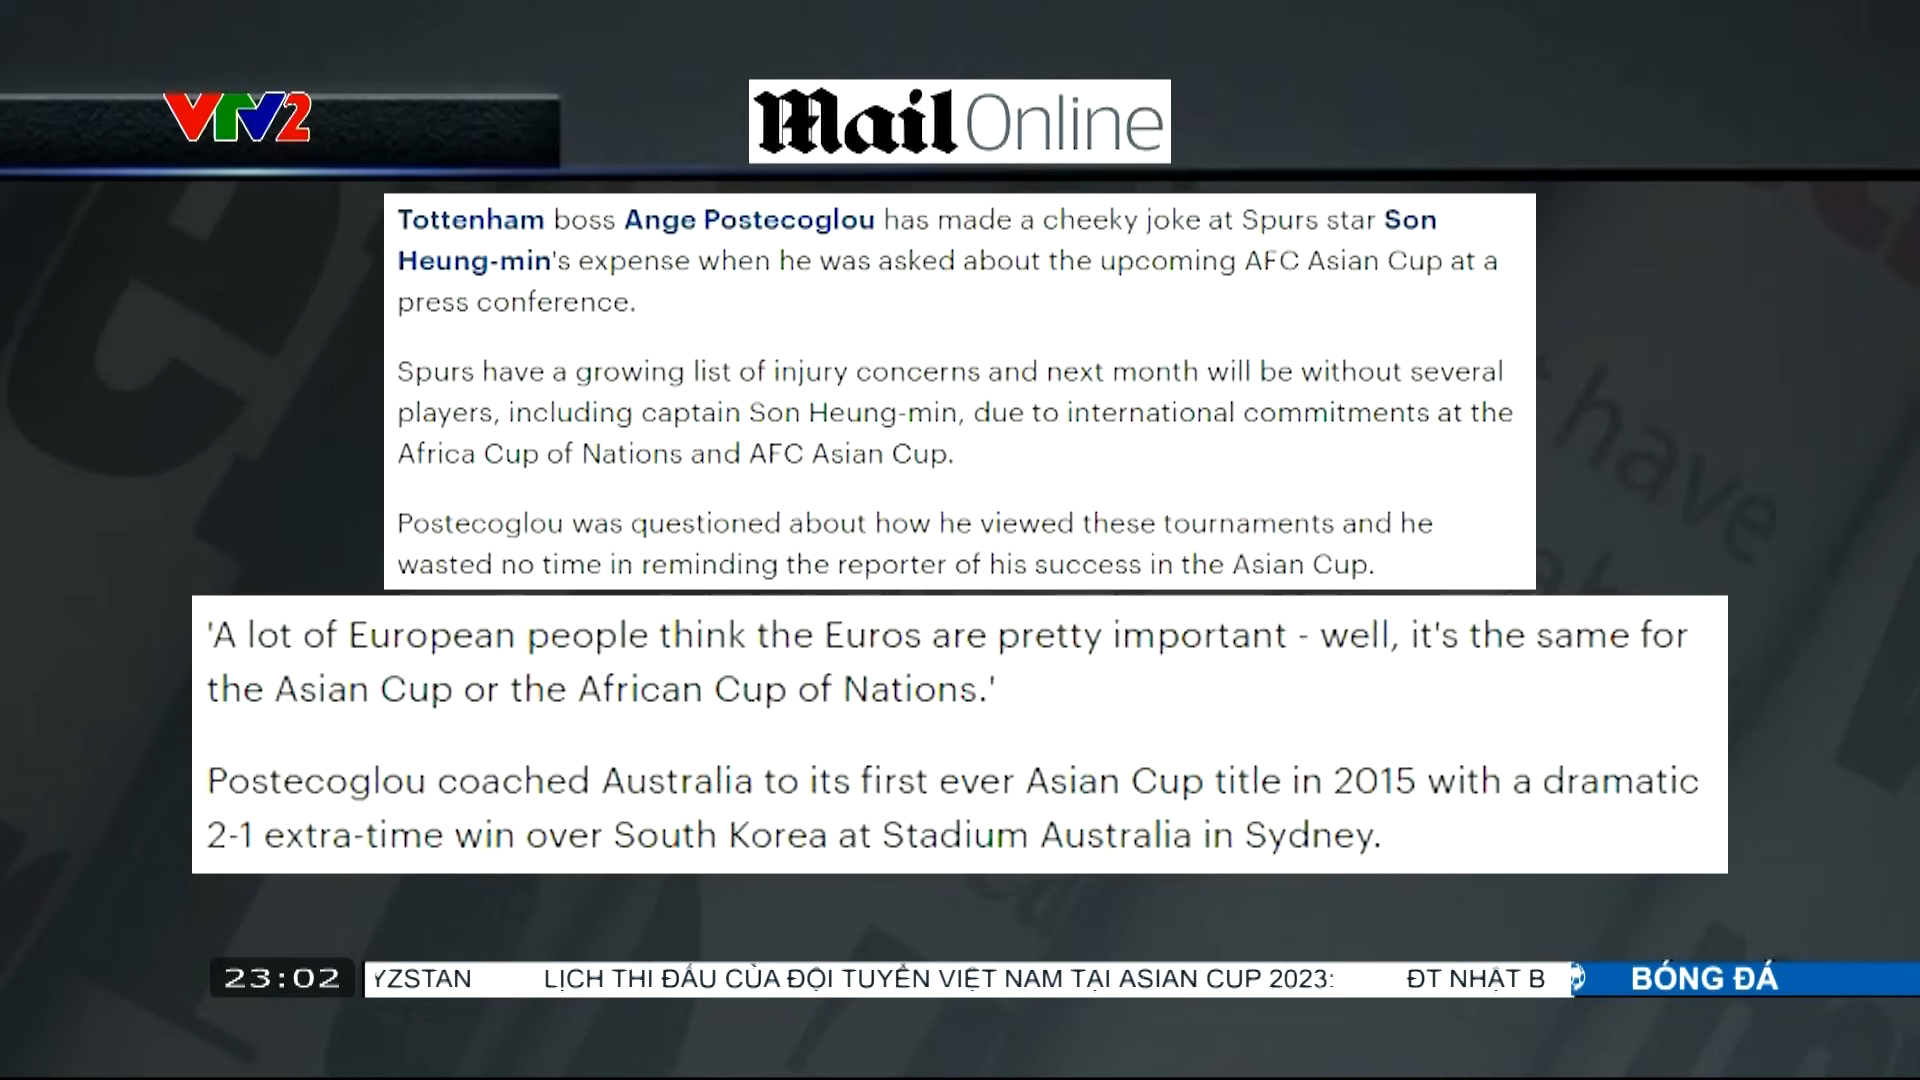 VTV2
Mail Online
Tottenham boss Ange Postecoglou has made a cheeky joke at Spurs star Son
Heung-min's expense when he was asked about the upcoming AFC Asian Cup at a
press conference.
Spurs have a growing list of injury concerns and next month will be without several
players, including captain Son Heung-min, due to international commitments at the
Africa Cup of Nations and AFC Asian Cup.
Postecoglou was questioned about how he viewed these tournaments and he
wasted no time in reminding the reporter of his success in the Asian Cup.
'A lot of European people think the Euros are pretty important - well, it's the same for
the Asian Cup or the African Cup of Nations.'
Postecoglou coached Australia to its first ever Asian Cup title in 2015 with a dramatic
2-1 extra-time win over South Korea at Stadium Australia in Sydney.
23:02 YZSTAN LỊCH THI ĐẤU CỦA ĐỘI TUYỂN VIỆT NAM TẠI ASIAN CUP 2023: ĐT NHẬT B BÓNG ĐÁ